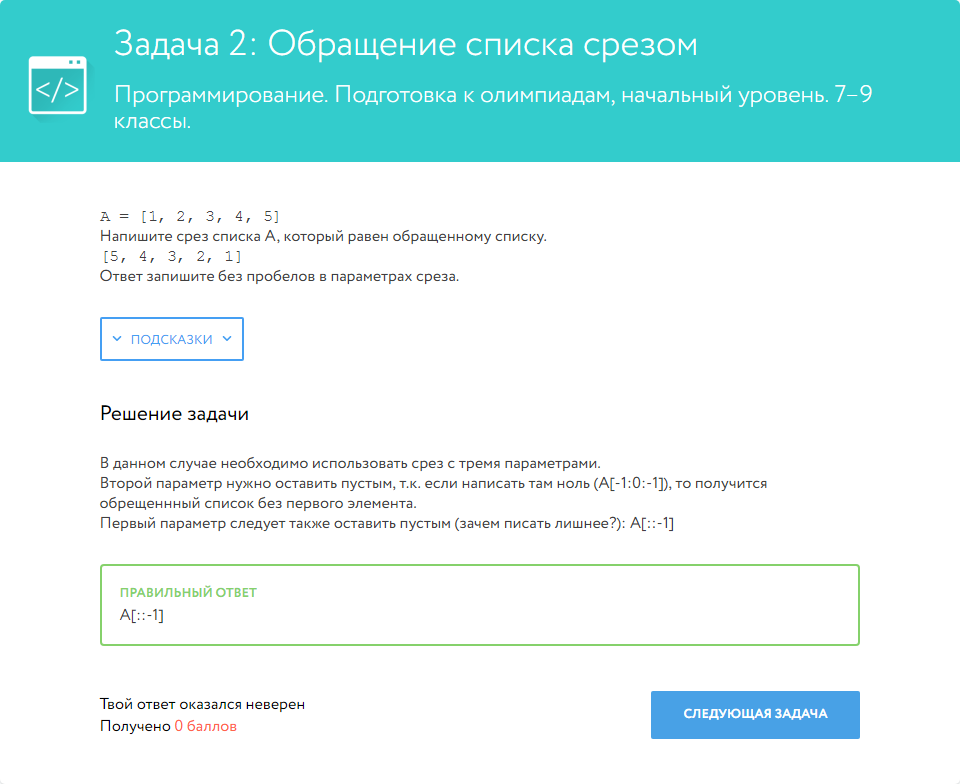 Задача 2: Обращение списка срезом
Программирование. Подготовка к олимпиадам, начальный уровень. 7–9
классы.
</>
A = [1, 2, 3, 4, 5]
Напишите срез списка A, который равен обращенному списку.
[5, 4, 3, 2, 1]
Ответ запишите без пробелов в параметрах среза.
ПОДСКАЗКИ
Решение задачи
В данном случае необходимо использовать срез с тремя параметрами.
Второй параметр нужно оставить пустым, т.к. если написать там ноль (A[-1:0:-1]), то получится
обрещеннный список без первого элемента.
Первый параметр следует также оставить пустым (зачем писать лишнее?): A[::-1]
ПРАВИЛЬНЫЙ ОТВЕТ
A[::-1]
Твой ответ оказался неверен
Получено 0 баллов
СЛЕДУЮЩАЯ ЗАДАЧА